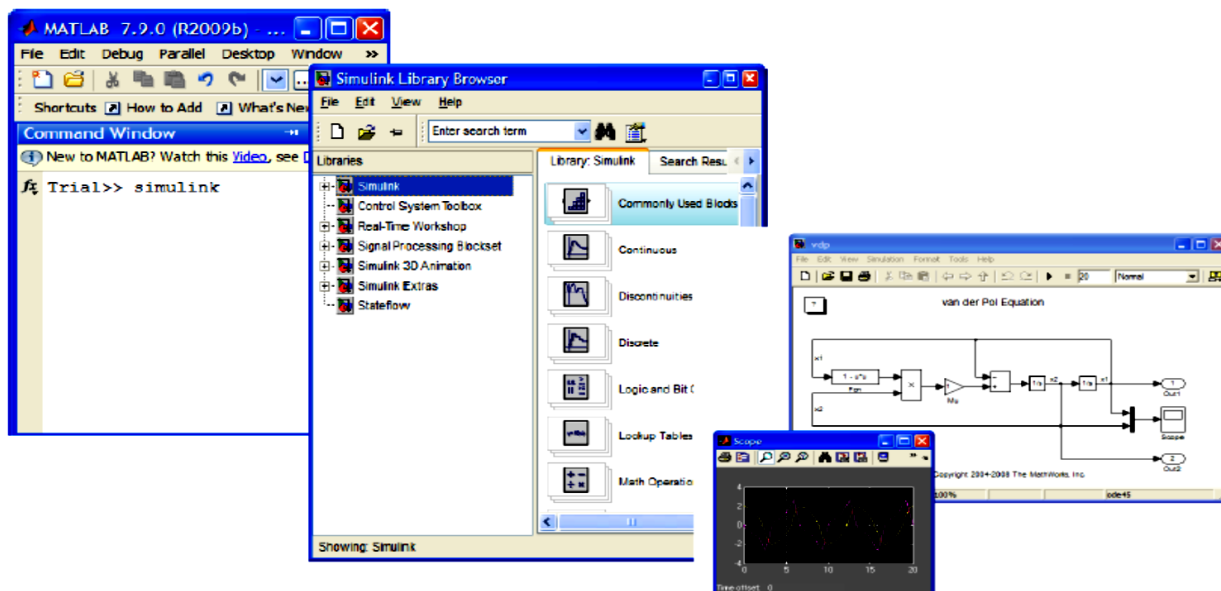 MATLAB 7.9.0 (R2009b) - ...
File Edit Debug Parallel Desktop Window »
Shortcuts How to Add What's New
Command Window
New to MATLAB? Watch this Video, see
fx Trial>> simulink
Simulink Library Browser
File Edit View Help
Enter search term
Libraries
Library: Simulink Search Resu
Simulink
Control System Toolbox
Real-Time Workshop
Signal Processing Blockset
Simulink 3D Animation
Simulink Extras
Stateflow
Commonly Used Blocks
Continuous
Discontinuities
Discrete
Logic and Bit
Lookup Tables
Math Operatio
Showing: Simulink
vdp
File Edit View Simulation Format Tools Help
20 Normal
?
van der Pol Equation
x1
1 - u*u
Fcn
x
Mu
1/s
x2
1/s
x1
1
Out1
x2
Scope
2
Out2
Copyright 2004-2008 The MathWorks, Inc.
100% ode45
Scope
4
2
0
-2
-4
0 5 10 15 20
Time offset: 0